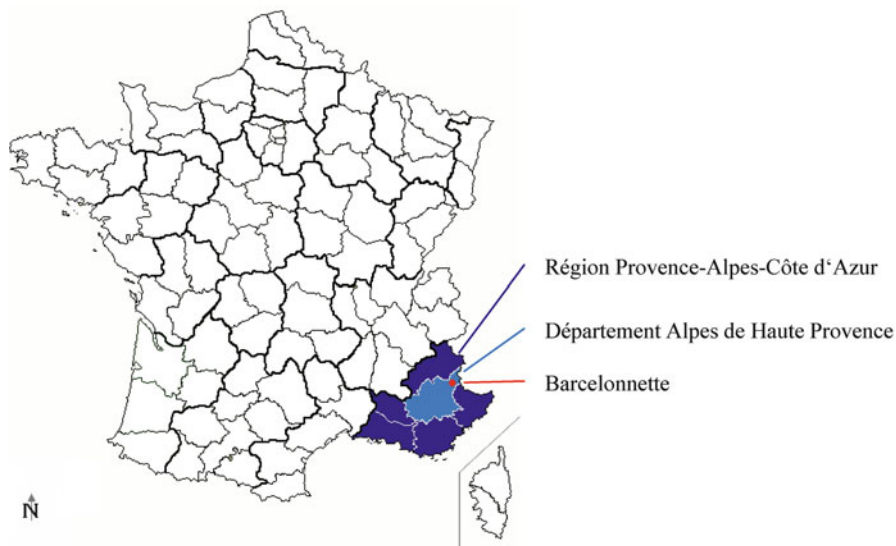 Région Provence-Alpes-Côte d‘Azur
Département Alpes de Haute Provence
Barcelonnette
N